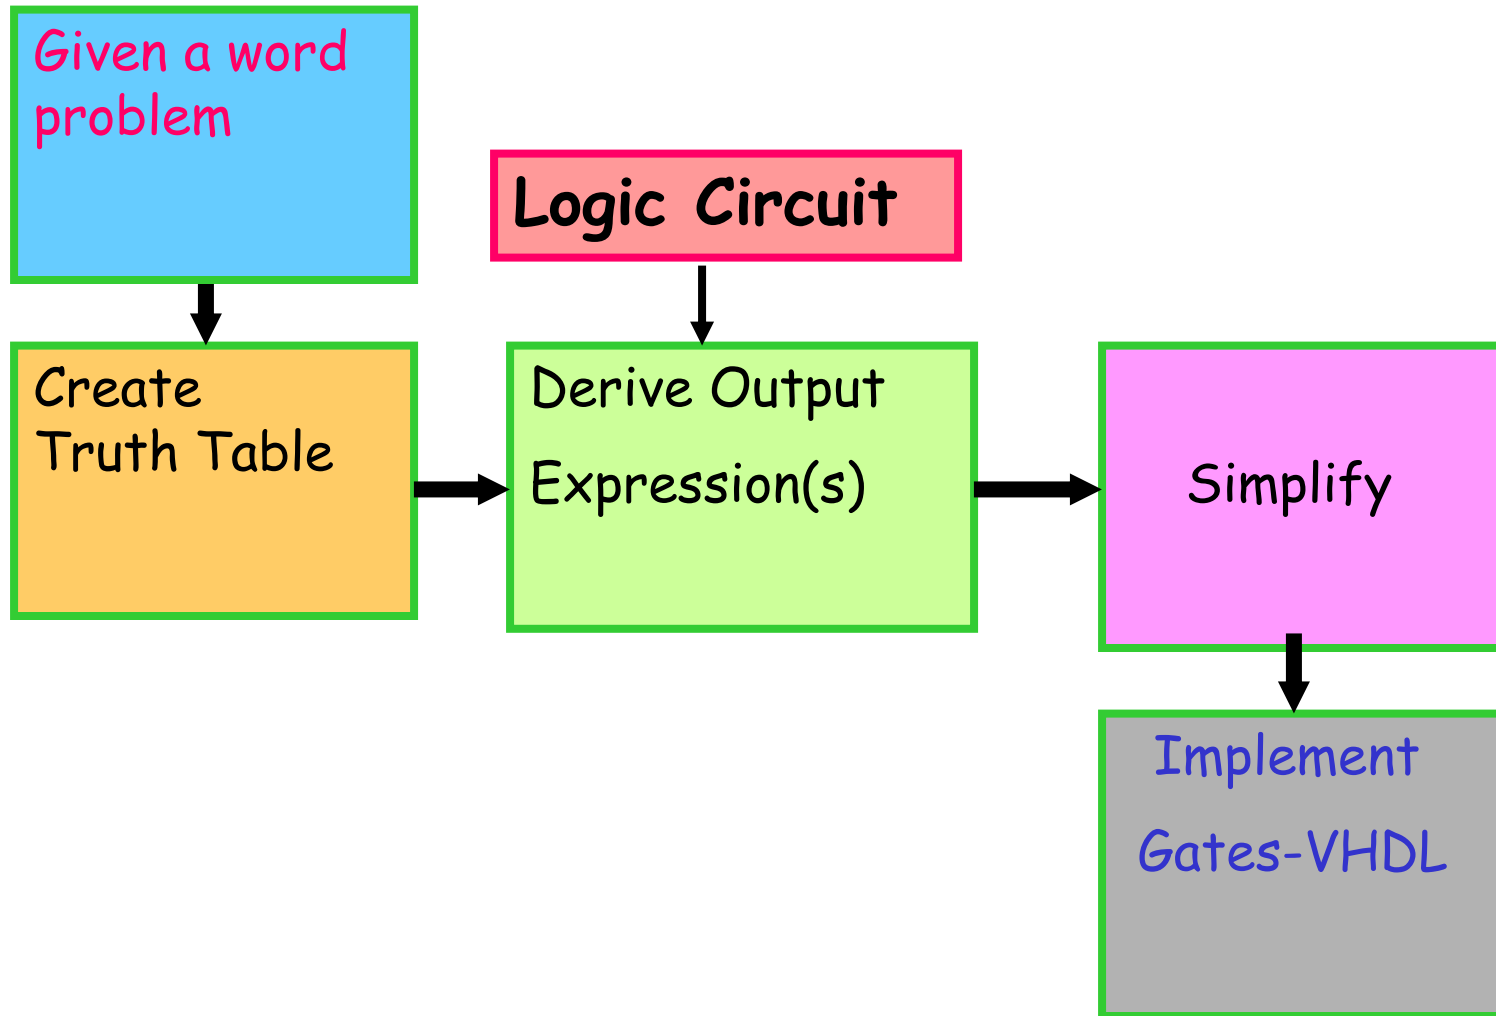 Given a word
problem
Logic Circuit
Create
Truth Table
Derive Output
Expression(s)
Simplify
Implement
Gates-VHDL